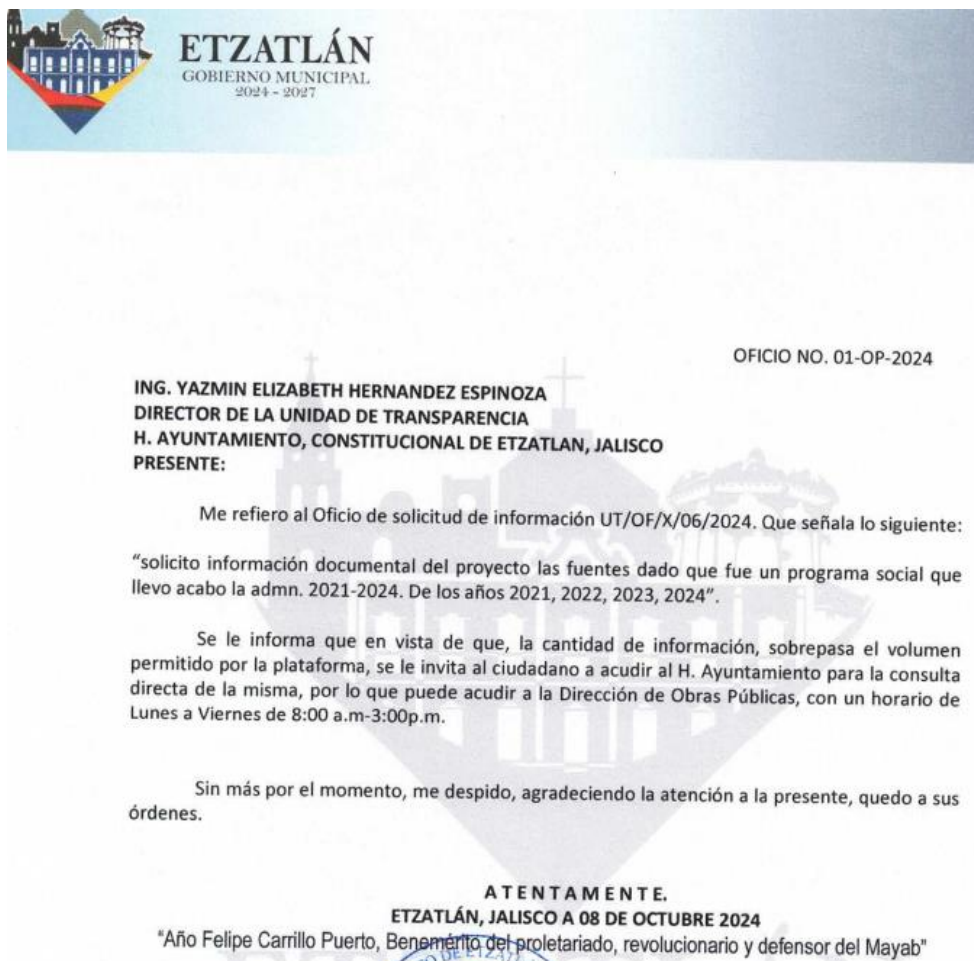 ETZATLÁN
GOBIERNO MUNICIPAL
2024 - 2027
OFICIO NO. 01-OP-2024
ING. YAZMIN ELIZABETH HERNANDEZ ESPINOZA
DIRECTOR DE LA UNIDAD DE TRANSPARENCIA
H. AYUNTAMIENTO, CONSTITUCIONAL DE ETZATLAN, JALISCO
PRESENTE:
Me refiero al Oficio de solicitud de información UT/OF/X/06/2024. Que señala lo siguiente:
“solicito información documental del proyecto las fuentes dado que fue un programa social que
llevo acabo la admn. 2021-2024. De los años 2021, 2022, 2023, 2024”.
Se le informa que en vista de que, la cantidad de información, sobrepasa el volumen
permitido por la plataforma, se le invita al ciudadano a acudir al H. Ayuntamiento para la consulta
directa de la misma, por lo que puede acudir a la Dirección de Obras Públicas, con un horario de
Lunes a Viernes de 8:00 a.m-3:00p.m.
Sin más por el momento, me despido, agradeciendo la atención a la presente, quedo a sus
órdenes.
A T E N T A M E N T E.
ETZATLÁN, JALISCO A 08 DE OCTUBRE 2024
“Año Felipe Carrillo Puerto, Benemérito del proletariado, revolucionario y defensor del Mayab”